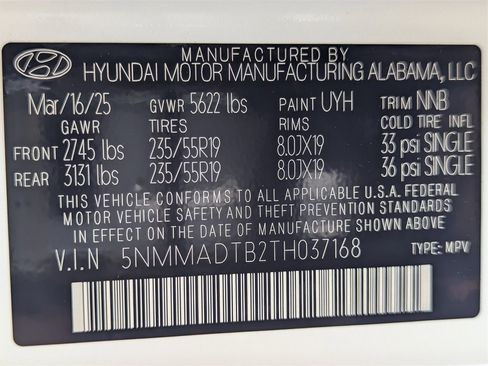 MANUFACTURED BY
HYUNDAI MOTOR MANUFACTURING ALABAMA, LLC
Mar/16/25 GVWR 5622 lbs PAINT UYH TRIM NNB
GAWR TIRES RIMS COLD TIRE INFL
FRONT 2745 lbs 235/55R19 8.0JX19 33 psi SINGLE
REAR 3131 lbs 235/55R19 8.0JX19 36 psi SINGLE
THIS VEHICLE CONFORMS TO ALL APPLICABLE U.S.A. FEDERAL
MOTOR VEHICLE SAFETY AND THEFT PREVENTION STANDARDS
IN EFFECT ON THE DATE OF MANUFACTURE SHOWN ABOVE.
V.I.N 5NMMADTB2TH037168 TYPE: MPV